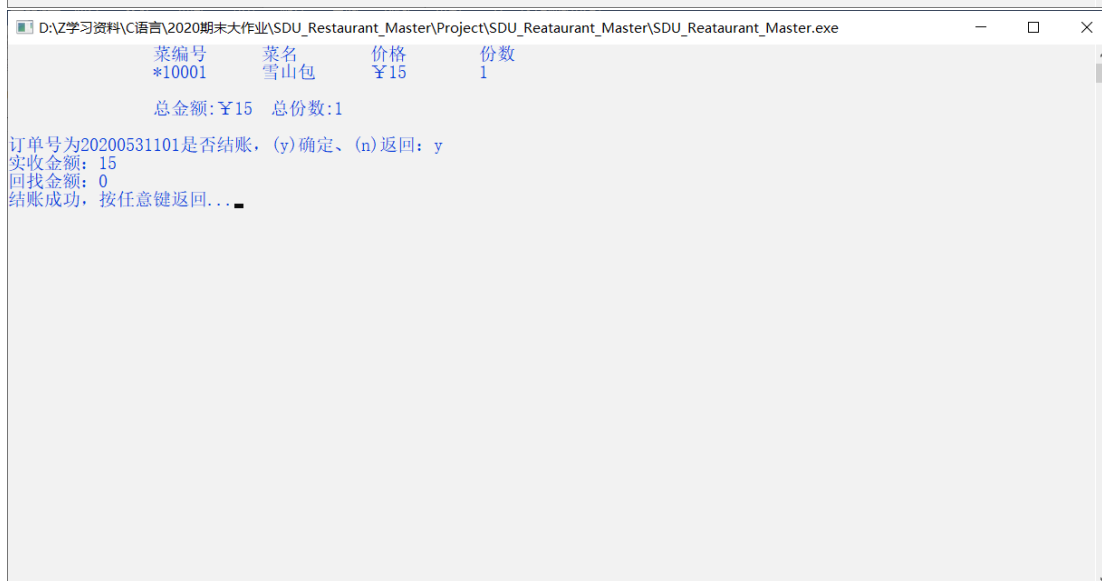 D:\Z学习资料\C语言\2020期末大作业\SDU_Restaurant_Master\Project\SDU_Reataurant_Master\SDU_Reataurant_Master.exe
菜编号 菜名 价格 份数
*10001 雪山包 ￥15 1
总金额:￥15 总份数:1
订单号为20200531101是否结账，(y)确定、(n)返回：y
实收金额：15
回找金额：0
结账成功，按任意键返回...